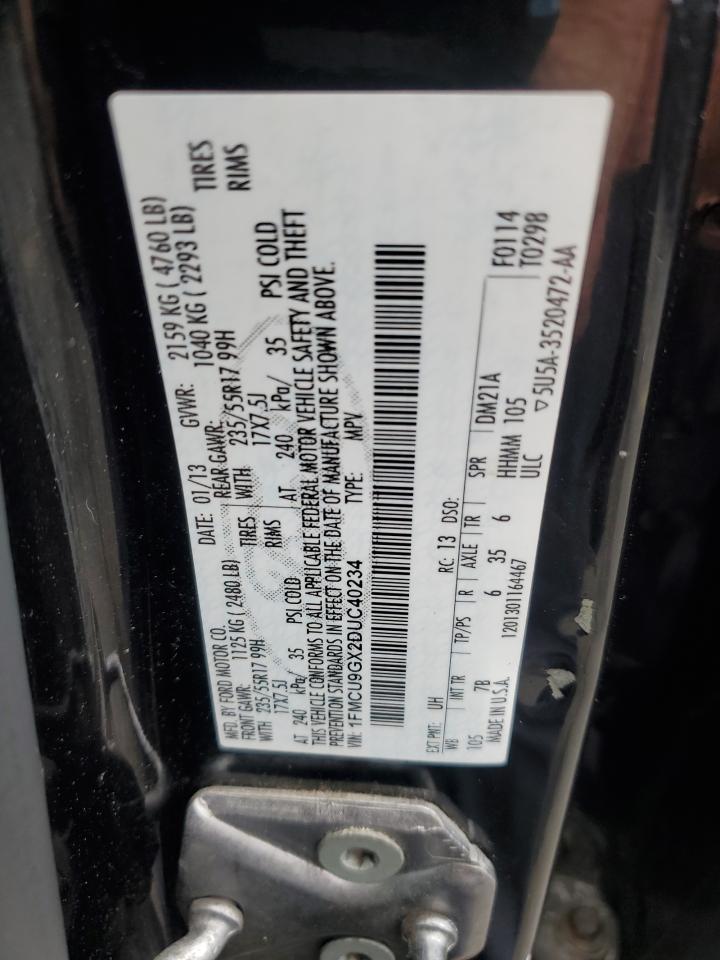 MFD. BY FORD MOTOR CO. DATE: 01/13 GVWR: 2159 KG ( 4760 LB)
FRONT GAWR: 1125 KG ( 2480 LB) REAR GAWR: 1040 KG ( 2293 LB)
WITH 235/55R17 99H TIRES WITH 235/55R17 99H TIRES
17X7.5J RIMS 17X7.5J RIMS
AT 240 kPa/ 35 PSI COLD AT 240 kPa/ 35 PSI COLD
THIS VEHICLE CONFORMS TO ALL APPLICABLE FEDERAL MOTOR VEHICLE SAFETY AND THEFT
PREVENTION STANDARDS IN EFFECT ON THE DATE OF MANUFACTURE SHOWN ABOVE.
VIN: 1FMCU9GX2DUC40234 TYPE: MPV
EXT PNT: UH RC: 13 DSO: F0114
WB INT TR TP/PS R AXLE TR SPR DM21A T0298
105 7B 6 35 6 HHMM 105
MADE IN U.S.A. 1201301164467 ULC ▽5U5A-3520472-AA